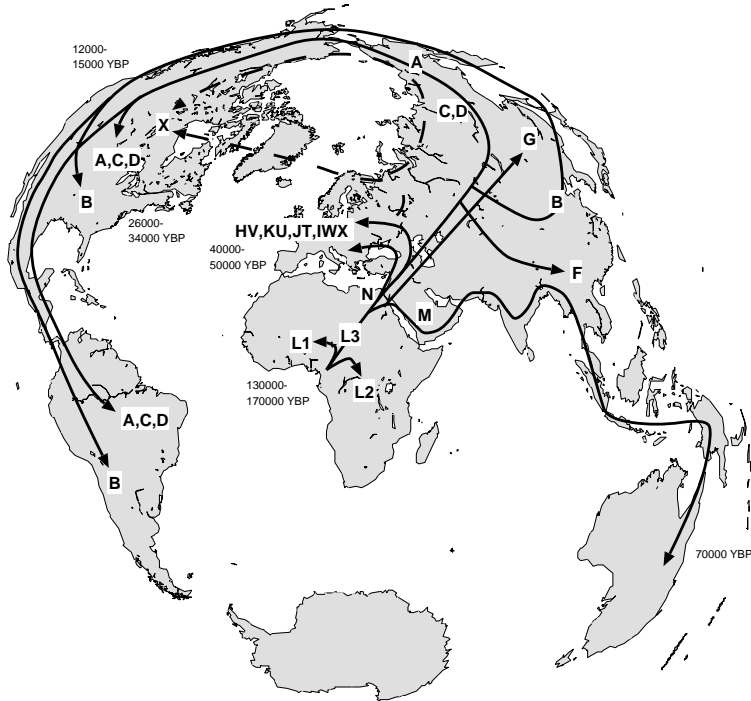 12000-
15000 YBP
A
C,D
G
X
A,C,D
B
B
26000-
34000 YBP
HV,KU,JT,IWX
40000-
50000 YBP
F
N
M
L3
L1
L2
130000-
170000 YBP
A,C,D
B
70000 YBP